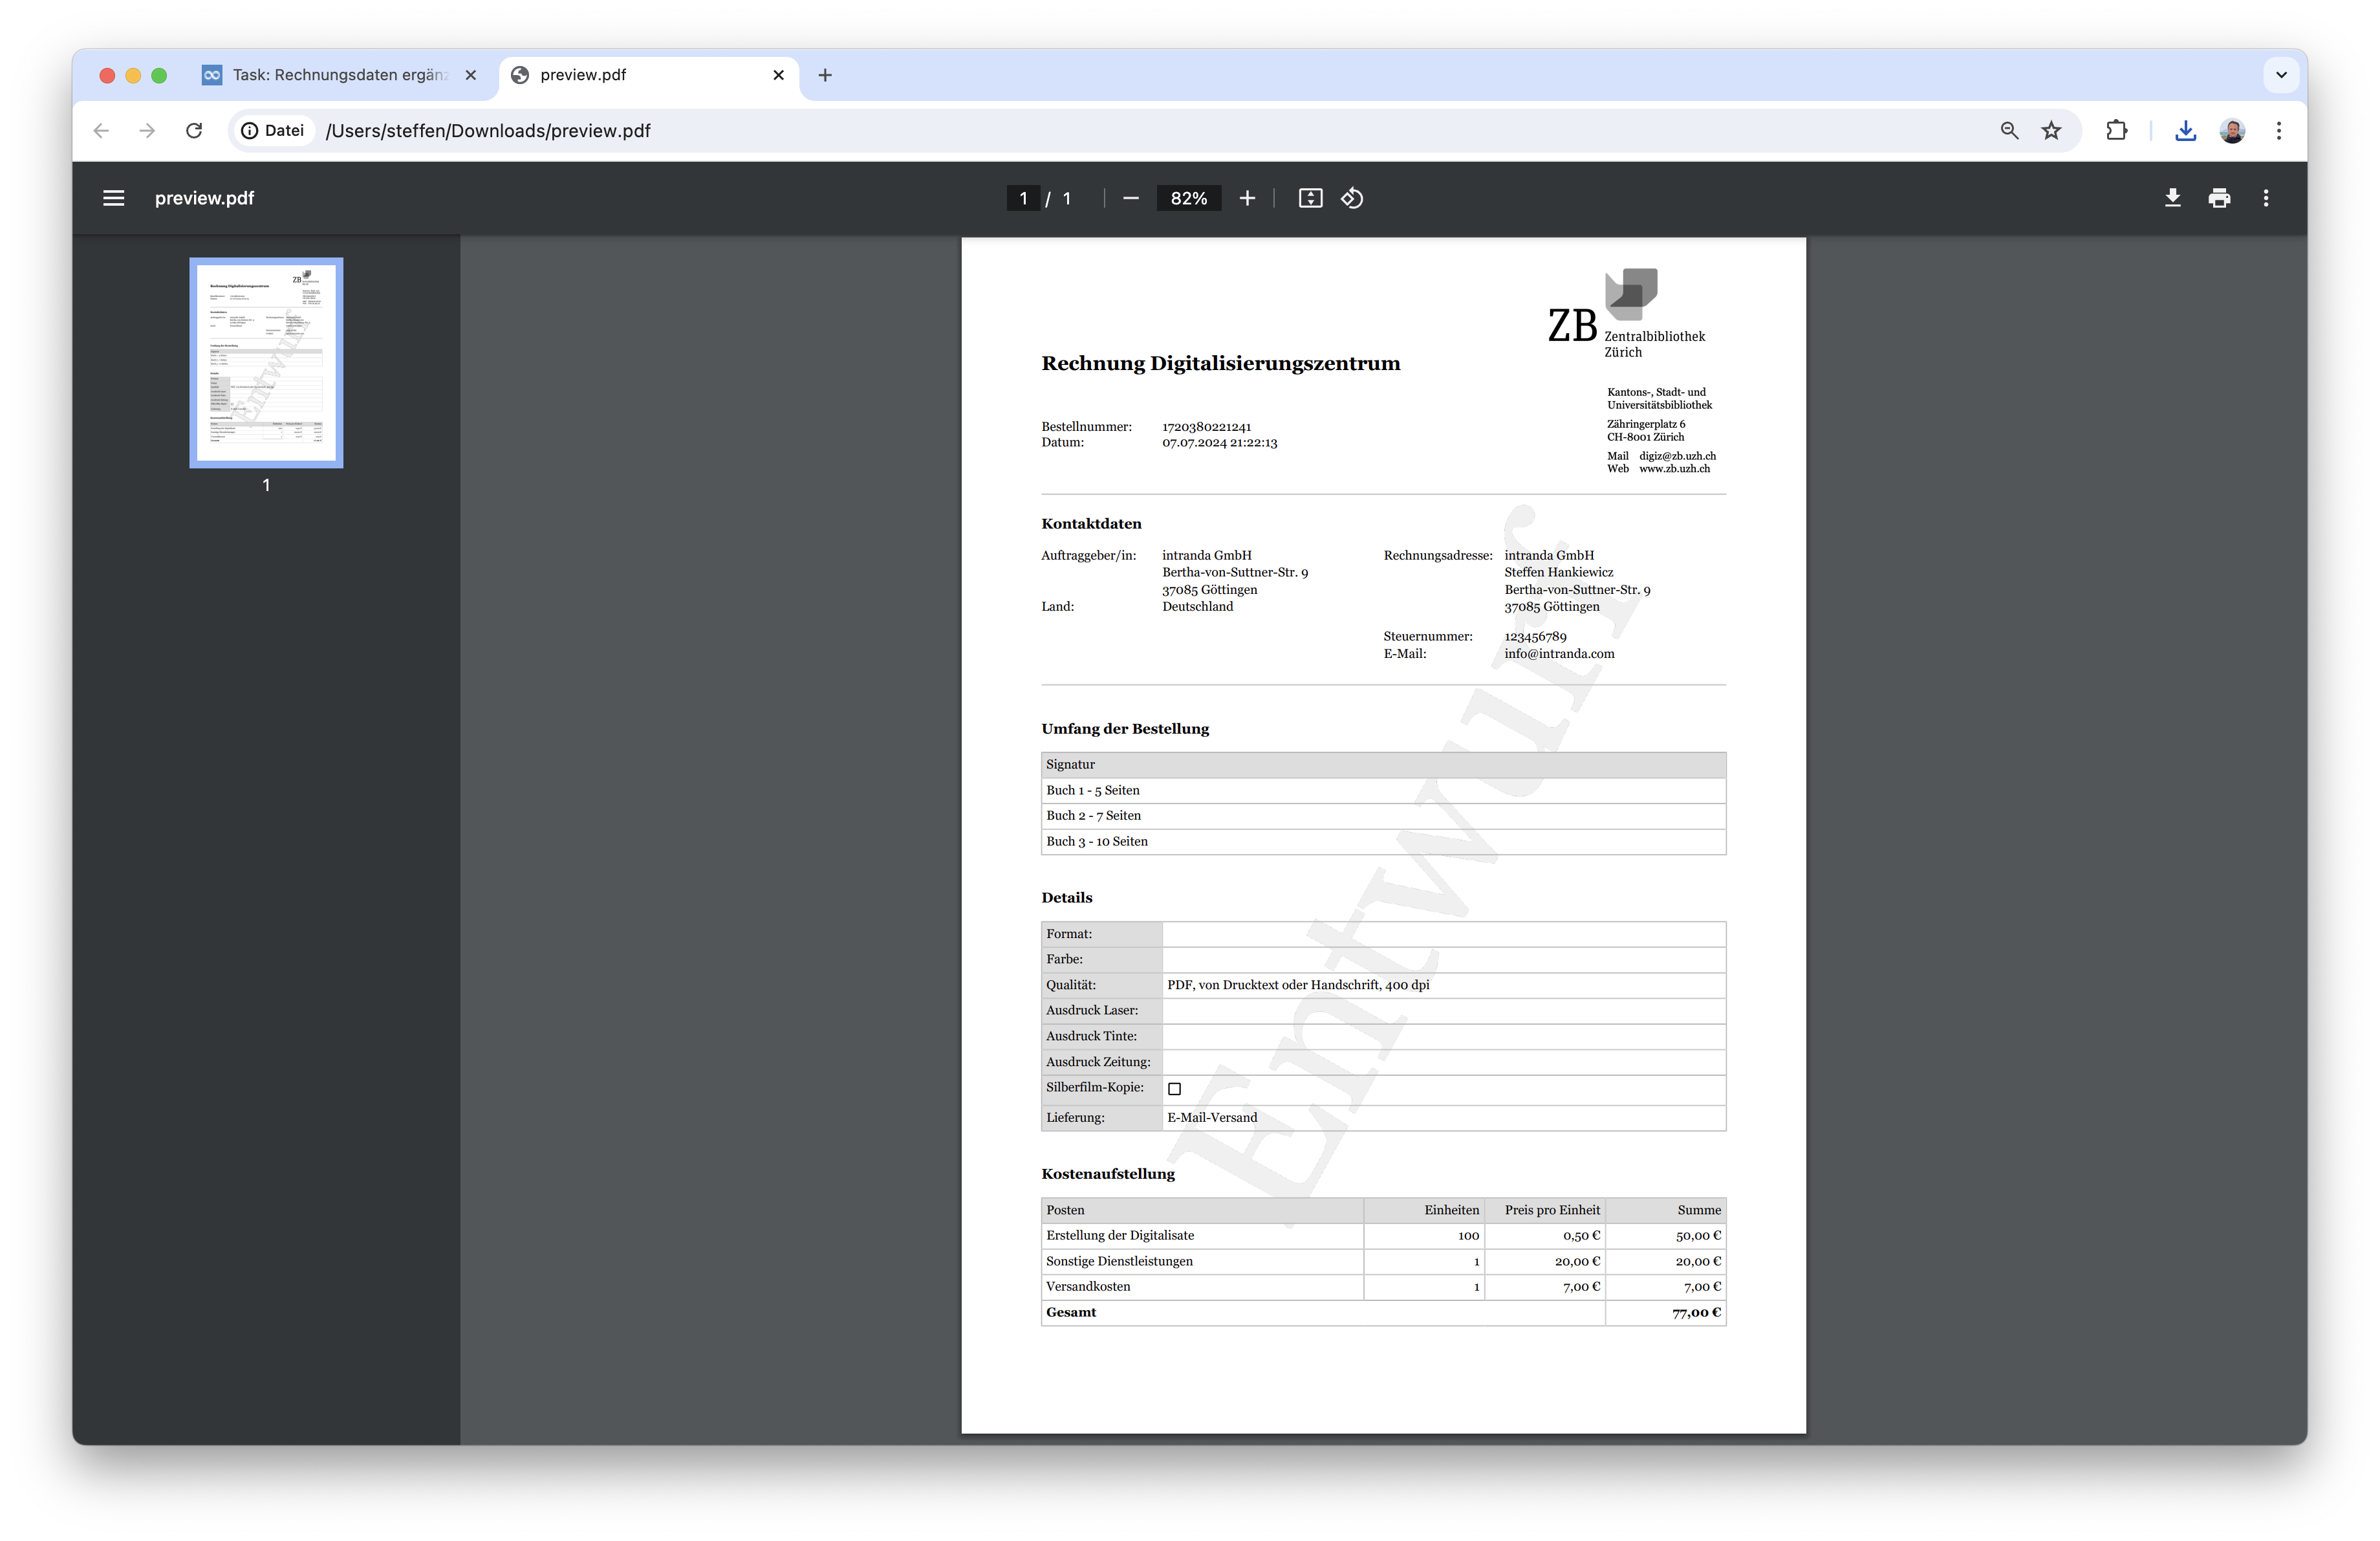 Task: Rechnungsdaten ergänz
preview.pdf
Datei
/Users/steffen/Downloads/preview.pdf
preview.pdf
1 / 1
82%
1
ZB Zentralbibliothek
Zürich
Rechnung Digitalisierungszentrum
Kantons-, Stadt- und
Universitätsbibliothek
Zähringerplatz 6
CH-8001 Zürich
Mail digiz@zb.uzh.ch
Web www.zb.uzh.ch
Bestellnummer: 1720380221241
Datum: 07.07.2024 21:22:13
Kontaktdaten
Auftraggeber/in: intranda GmbH
Bertha-von-Suttner-Str. 9
37085 Göttingen
Land: Deutschland
Rechnungsadresse: intranda GmbH
Steffen Hankiewicz
Bertha-von-Suttner-Str. 9
37085 Göttingen
Steuernummer: 123456789
E-Mail: info@intranda.com
Entwurf
Umfang der Bestellung
Signatur
Buch 1 - 5 Seiten
Buch 2 - 7 Seiten
Buch 3 - 10 Seiten
Details
Format:
Farbe:
Qualität: PDF, von Drucktext oder Handschrift, 400 dpi
Ausdruck Laser:
Ausdruck Tinte:
Ausdruck Zeitung:
Silberfilm-Kopie:
Lieferung: E-Mail-Versand
Kostenaufstellung
Posten Einheiten Preis pro Einheit Summe
Erstellung der Digitalisate 100 0,50 € 50,00 €
Sonstige Dienstleistungen 1 20,00 € 20,00 €
Versandkosten 1 7,00 € 7,00 €
Gesamt 77,00 €